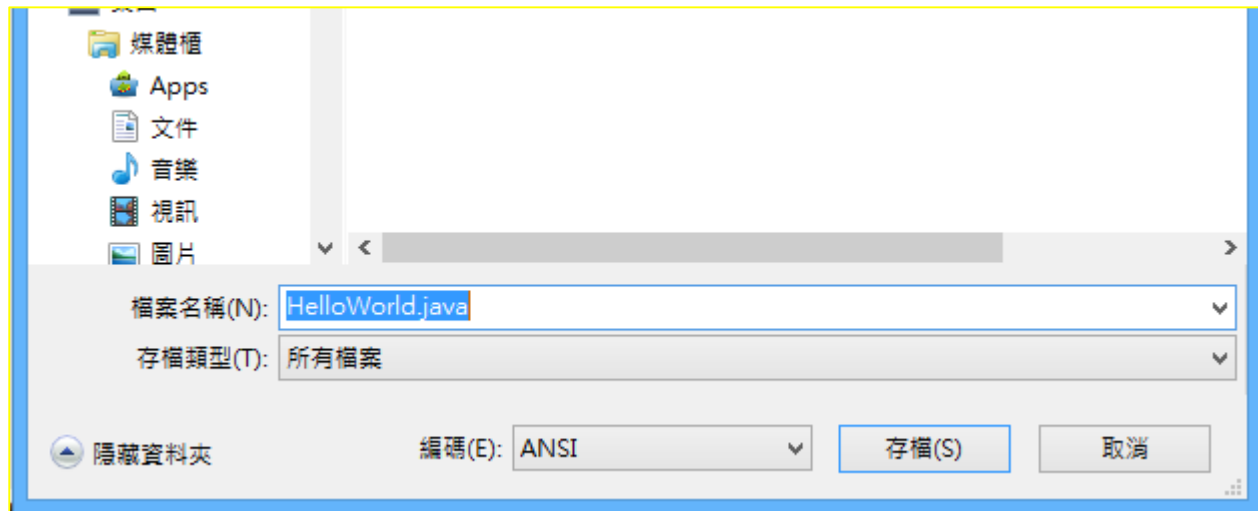 媒體櫃
Apps
文件
音樂
視訊
圖片
檔案名稱(N): HelloWorld.java
存檔類型(T): 所有檔案
隱藏資料夾 編碼(E): ANSI 存檔(S) 取消